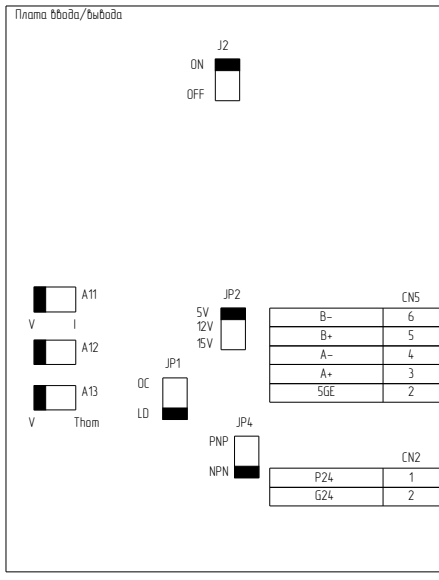 Плата ввода/вывода
J2
ON
OFF
A11
V I
A12
A13
V Thom
JP2
5V
12V
15V
JP1
OC
LD
JP4
PNP
NPN
CN5
B- 6
B+ 5
A- 4
A+ 3
5GE 2
CN2
P24 1
G24 2